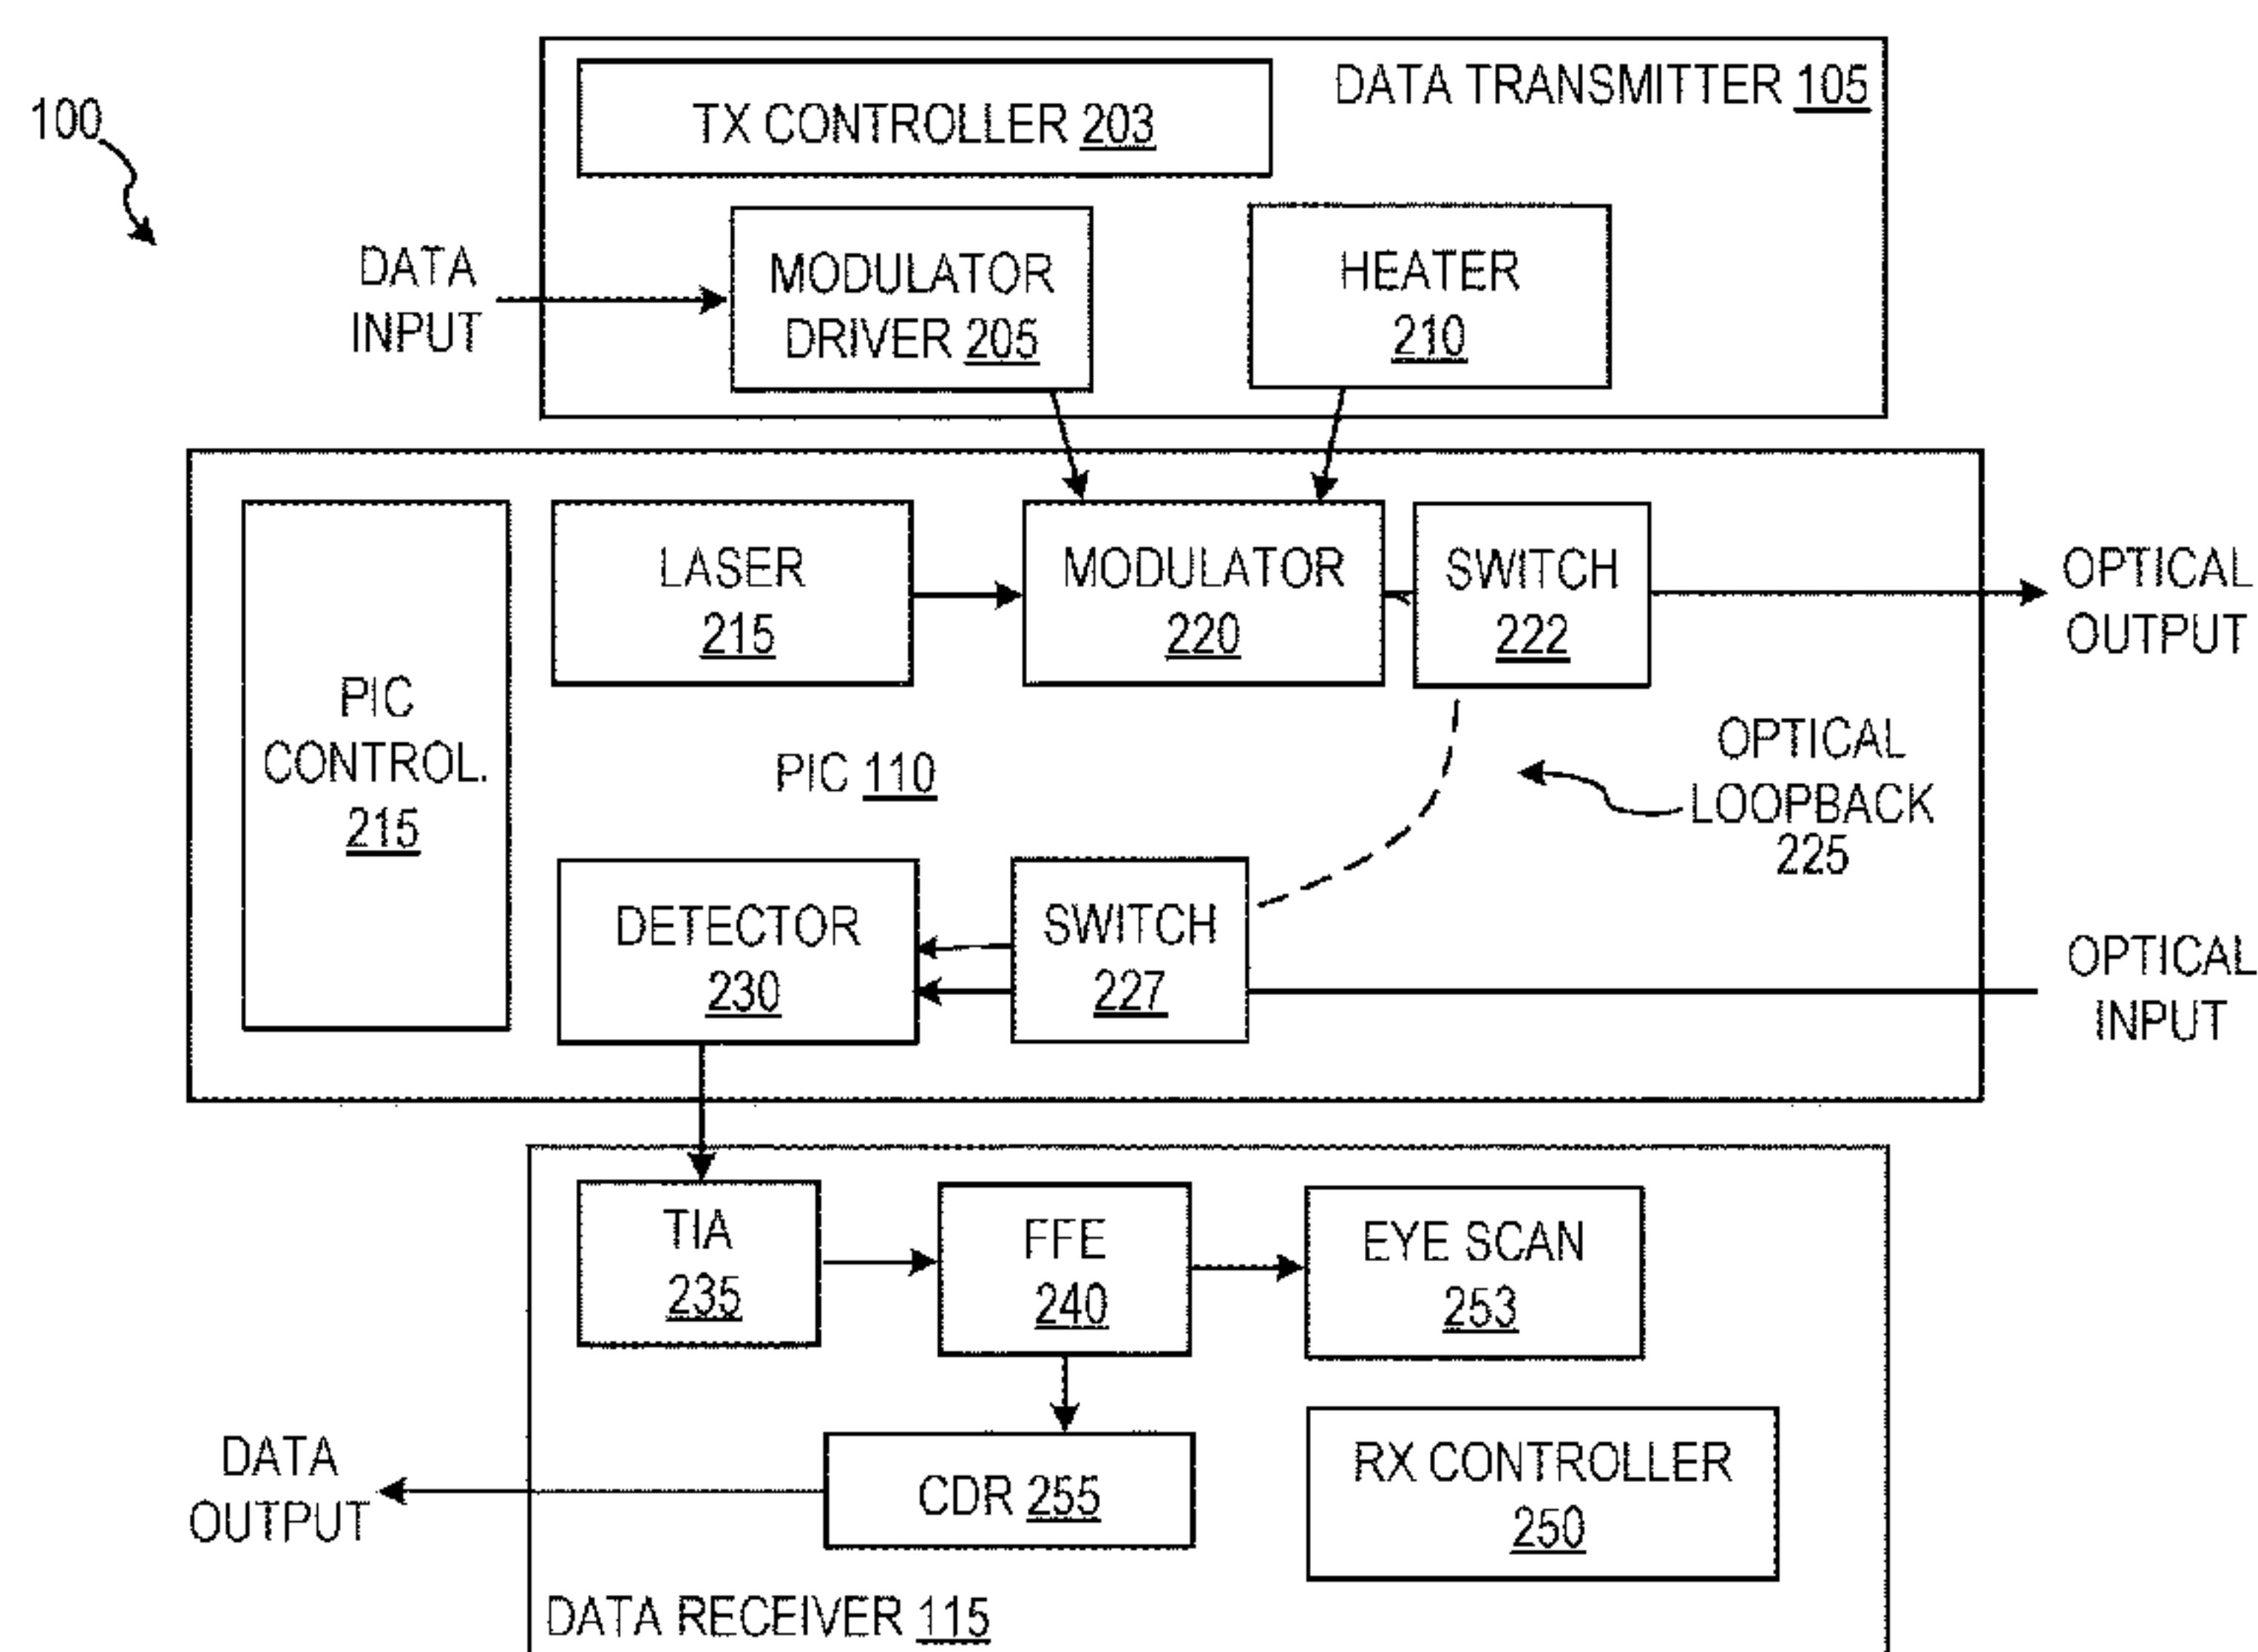 100
DATA TRANSMITTER 105
TX CONTROLLER 203
DATA
INPUT
MODULATOR
DRIVER 205
HEATER
210
PIC
CONTROL.
215
LASER
215
MODULATOR
220
SWITCH
222
OPTICAL
OUTPUT
PIC 110
OPTICAL
LOOPBACK
225
DETECTOR
230
SWITCH
227
OPTICAL
INPUT
TIA
235
FFE
240
EYE SCAN
253
DATA
OUTPUT
CDR 255
RX CONTROLLER
250
DATA RECEIVER 115